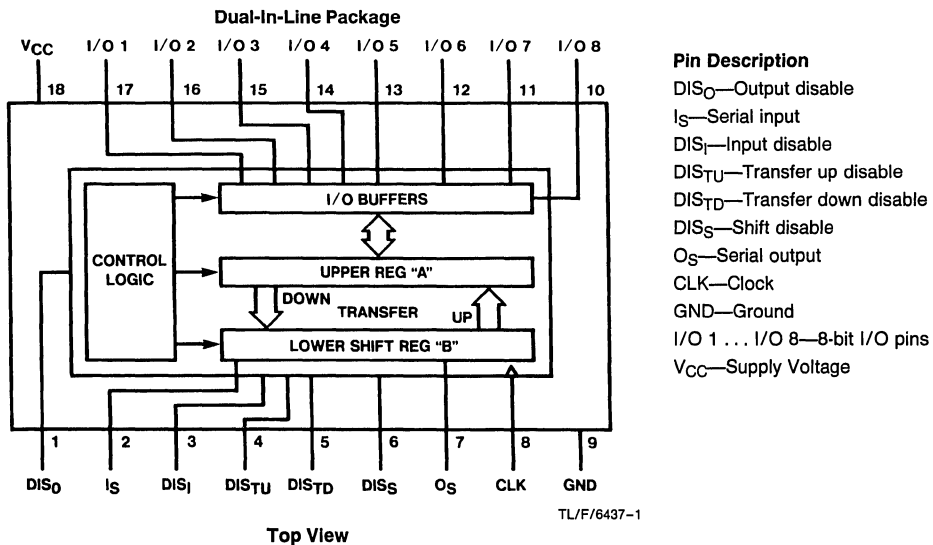 Dual-In-Line Package
VCC I/O 1 I/O 2 I/O 3 I/O 4 I/O 5 I/O 6 I/O 7 I/O 8
18 17 16 15 14 13 12 11 10
I/O BUFFERS
CONTROL
LOGIC
UPPER REG "A"
DOWN
TRANSFER
UP
LOWER SHIFT REG "B"
1 2 3 4 5 6 7 8 9
DISO IS DISI DISTU DISTD DISS OS CLK GND
TL/F/6437-1
Top View
Pin Description
DISO—Output disable
IS—Serial input
DISI—Input disable
DISTU—Transfer up disable
DISTD—Transfer down disable
DISS—Shift disable
OS—Serial output
CLK—Clock
GND—Ground
I/O 1 ... I/O 8—8-bit I/O pins
VCC—Supply Voltage